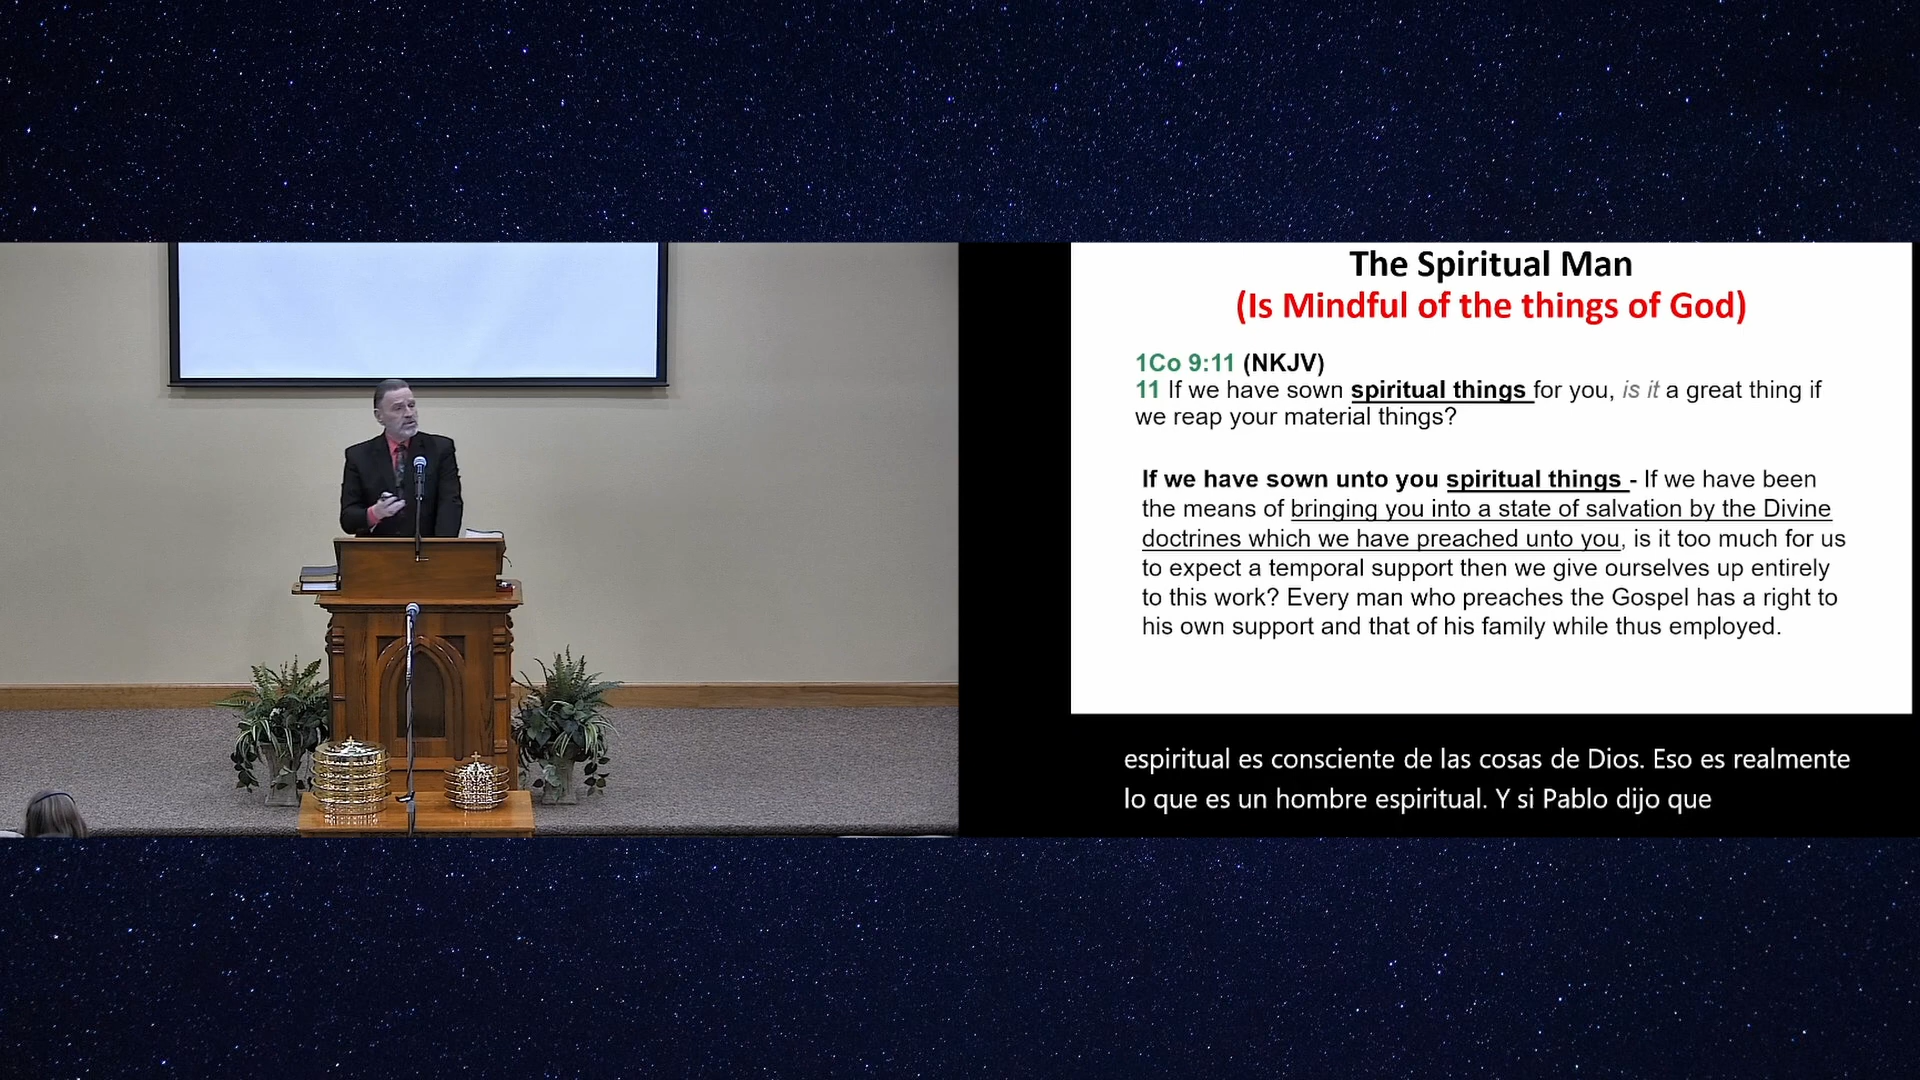 The Spiritual Man
(Is Mindful of the things of God)
1Co 9:11 (NKJV)
11 If we have sown spiritual things for you, is it a great thing if
we reap your material things?
If we have sown unto you spiritual things - If we have been
the means of bringing you into a state of salvation by the Divine
doctrines which we have preached unto you, is it too much for us
to expect a temporal support then we give ourselves up entirely
to this work? Every man who preaches the Gospel has a right to
his own support and that of his family while thus employed.
espiritual es consciente de las cosas de Dios. Eso es realmente
lo que es un hombre espiritual. Y si Pablo dijo que